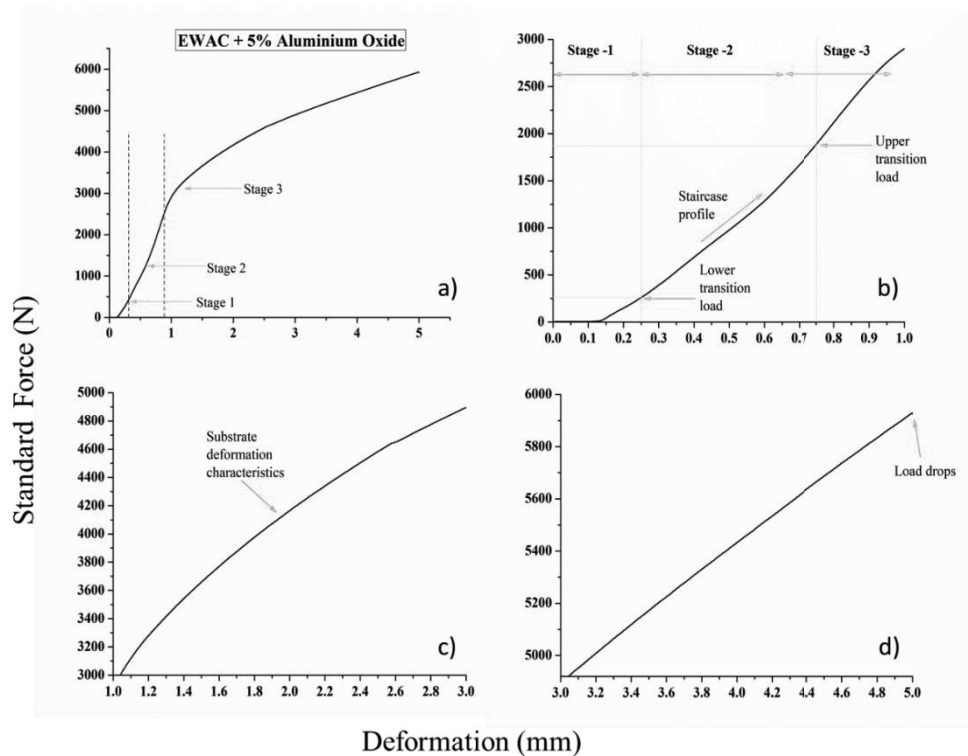 EWAC + 5% Aluminium Oxide
6000
5000
4000
3000
2000
1000
0
Stage 3
Stage 2
Stage 1
a)
0 1 2 3 4 5
Stage -1 Stage -2 Stage -3
3000
2500
2000
1500
1000
500
0
Upper
transition
load
Staircase
profile
Lower
transition
load
b)
0.0 0.1 0.2 0.3 0.4 0.5 0.6 0.7 0.8 0.9 1.0
5000
4800
4600
4400
4200
4000
3800
3600
3400
3200
3000
Substrate
deformation
characteristics
c)
1.0 1.2 1.4 1.6 1.8 2.0 2.2 2.4 2.6 2.8 3.0
6000
5800
5600
5400
5200
5000
Load drops
d)
3.0 3.2 3.4 3.6 3.8 4.0 4.2 4.4 4.6 4.8 5.0
Standard Force (N)
Deformation (mm)